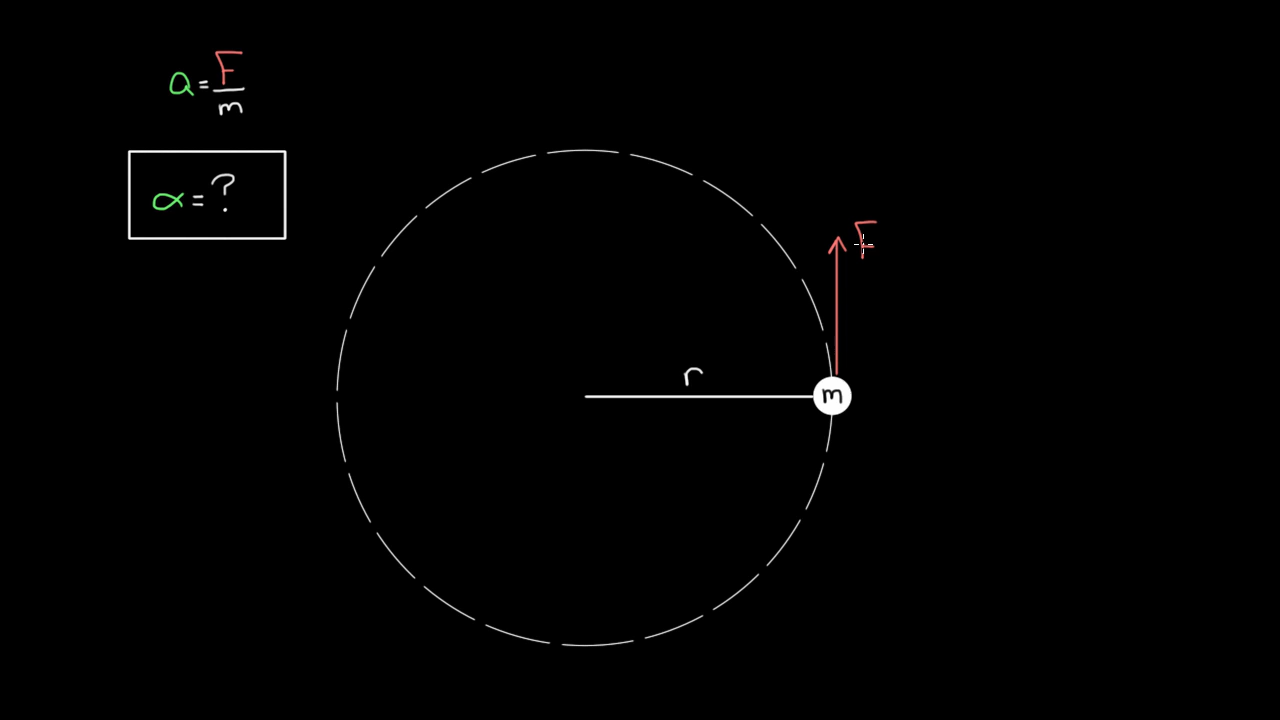 a = F/m
α = ?
F
r
m